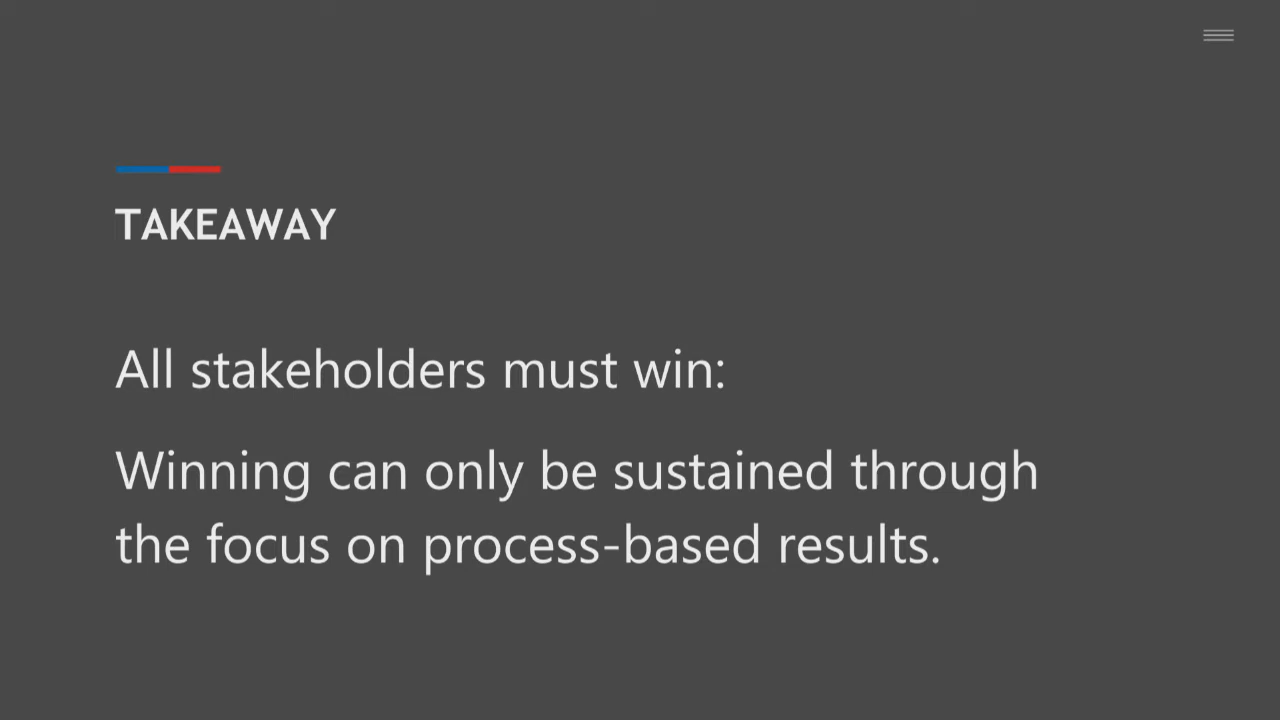 TAKEAWAY
All stakeholders must win:
Winning can only be sustained through
the focus on process-based results.